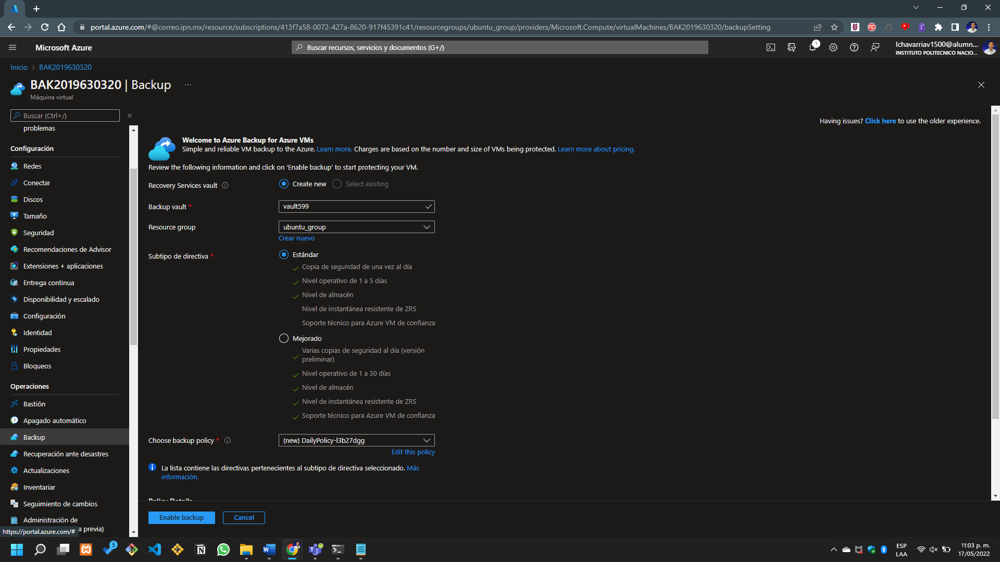 portal.azure.com/#@correo.ipn.mx/resource/subscriptions/413f7a58-0072-427a-8620-917f45391c41/resourcegroups/ubuntu_group/providers/Microsoft.Compute/virtualMachines/BAK2019630320/backupSetting
Microsoft Azure
Buscar recursos, servicios y documentos (G+/)
1
lchavarriav1500@alumn...
INSTITUTO POLITECNICO NACIO...
Inicio > BAK2019630320
BAK2019630320 | Backup ...
Máquina virtual
Buscar (Ctrl+/)
«
problemas
Configuración
Redes
Conectar
Discos
Tamaño
Seguridad
Recomendaciones de Advisor
Extensiones + aplicaciones
Entrega continua
Disponibilidad y escalado
Configuración
Identidad
Propiedades
Bloqueos
Operaciones
Bastión
Apagado automático
Backup
Recuperación ante desastres
Actualizaciones
Inventariar
Seguimiento de cambios
Administración de
a previa)
https://portal.azure.com/#
Having issues? Click here to use the older experience.
Welcome to Azure Backup for Azure VMs
Simple and reliable VM backup to the Azure. Learn more. Charges are based on the number and size of VMs being protected. Learn more about pricing.
Review the following information and click on ‘Enable backup’ to start protecting your VM.
Recovery Services vault
Create new
Select existing
Backup vault *
vault599
Resource group
ubuntu_group
Crear nuevo
Subtipo de directiva *
Estándar
Copia de seguridad de una vez al día
Nivel operativo de 1 a 5 días
Nivel de almacén
Nivel de instantánea resistente de ZRS
Soporte técnico para Azure VM de confianza
Mejorado
Varias copias de seguridad al día (versión
preliminar)
Nivel operativo de 1 a 30 días
Nivel de almacén
Nivel de instantánea resistente de ZRS
Soporte técnico para Azure VM de confianza
Choose backup policy *
(new) DailyPolicy-l3b27dgg
Edit this policy
La lista contiene las directivas pertenecientes al subtipo de directiva seleccionado. Más
información.
Policy Details
Enable backup
Cancel
5
ESP
LAA
11:03 p. m.
17/05/2022